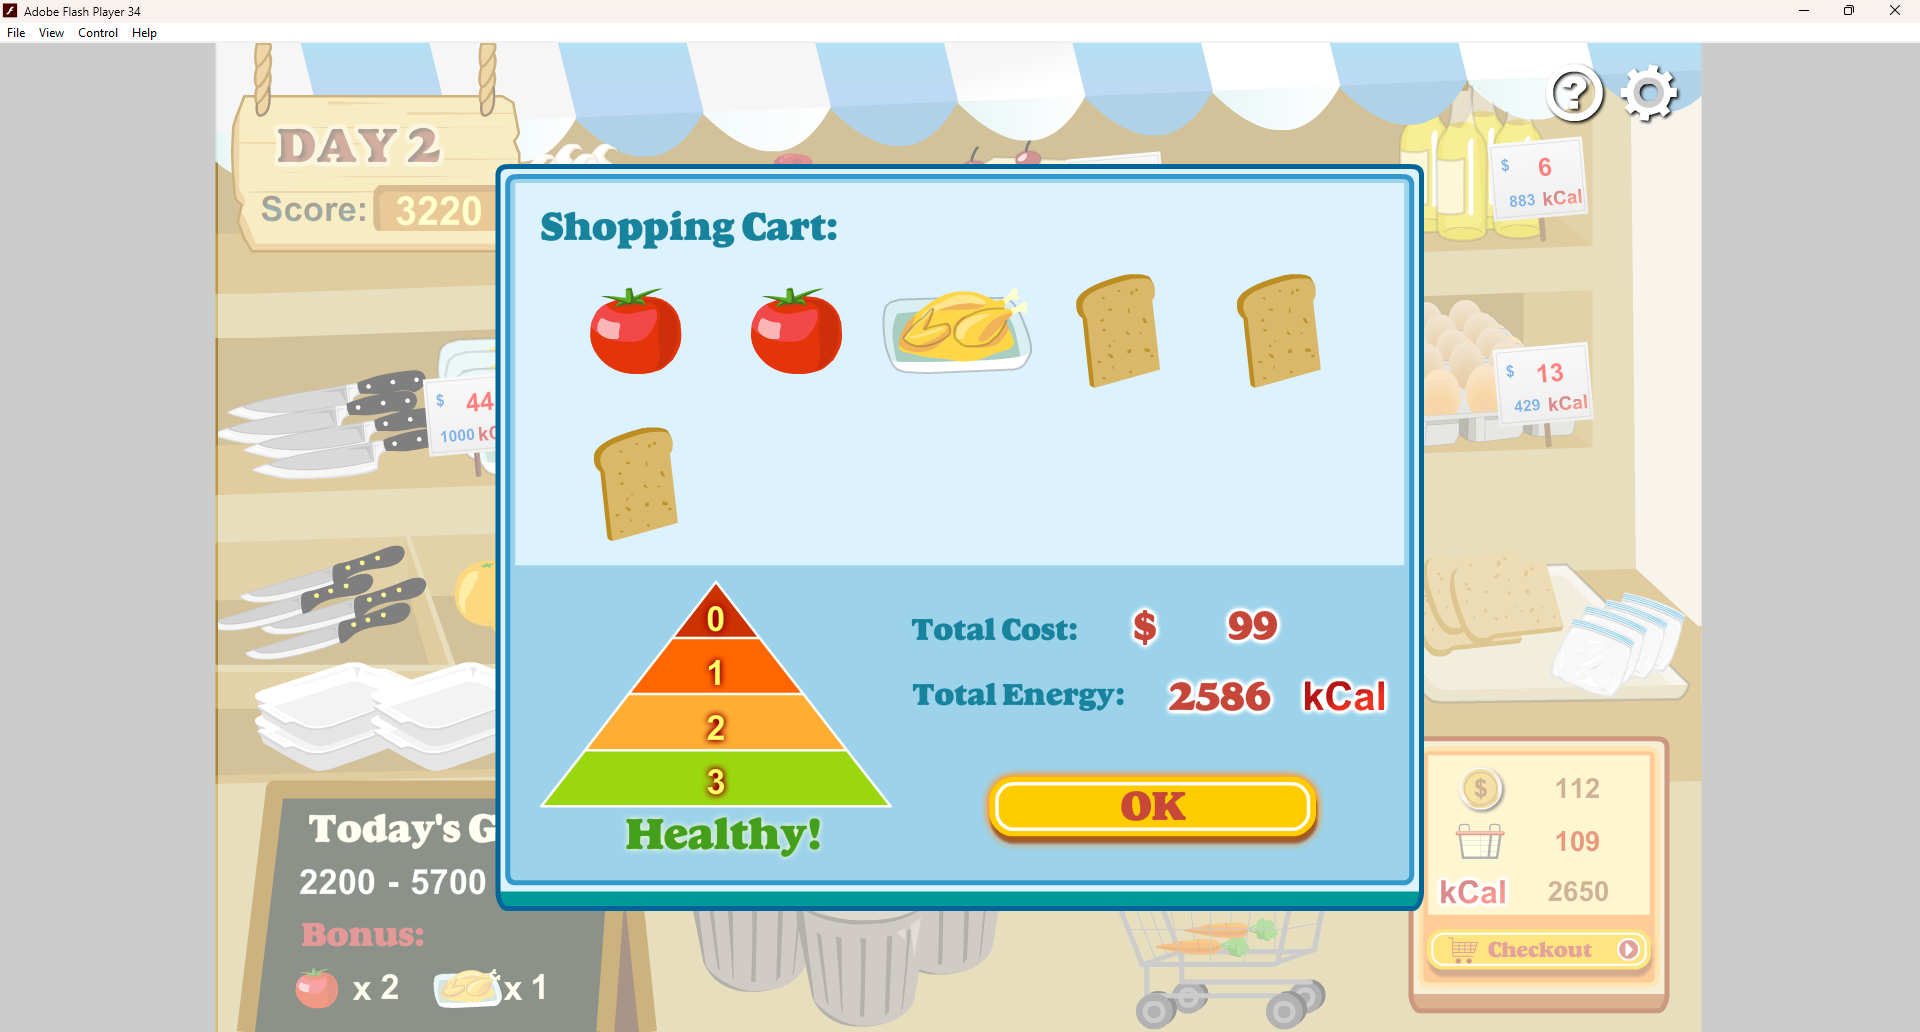 Adobe Flash Player 34
File View Control Help
DAY 2
Score: 3220
$ 6
883 kCal
Shopping Cart:
$ 44
1000 kC
$ 13
429 kCal
0
1
2
3
Healthy!
Total Cost: $ 99
Total Energy: 2586 kCal
OK
Today's G
2200 - 5700
Bonus:
x 2
x 1
$ 112
109
kCal 2650
Checkout